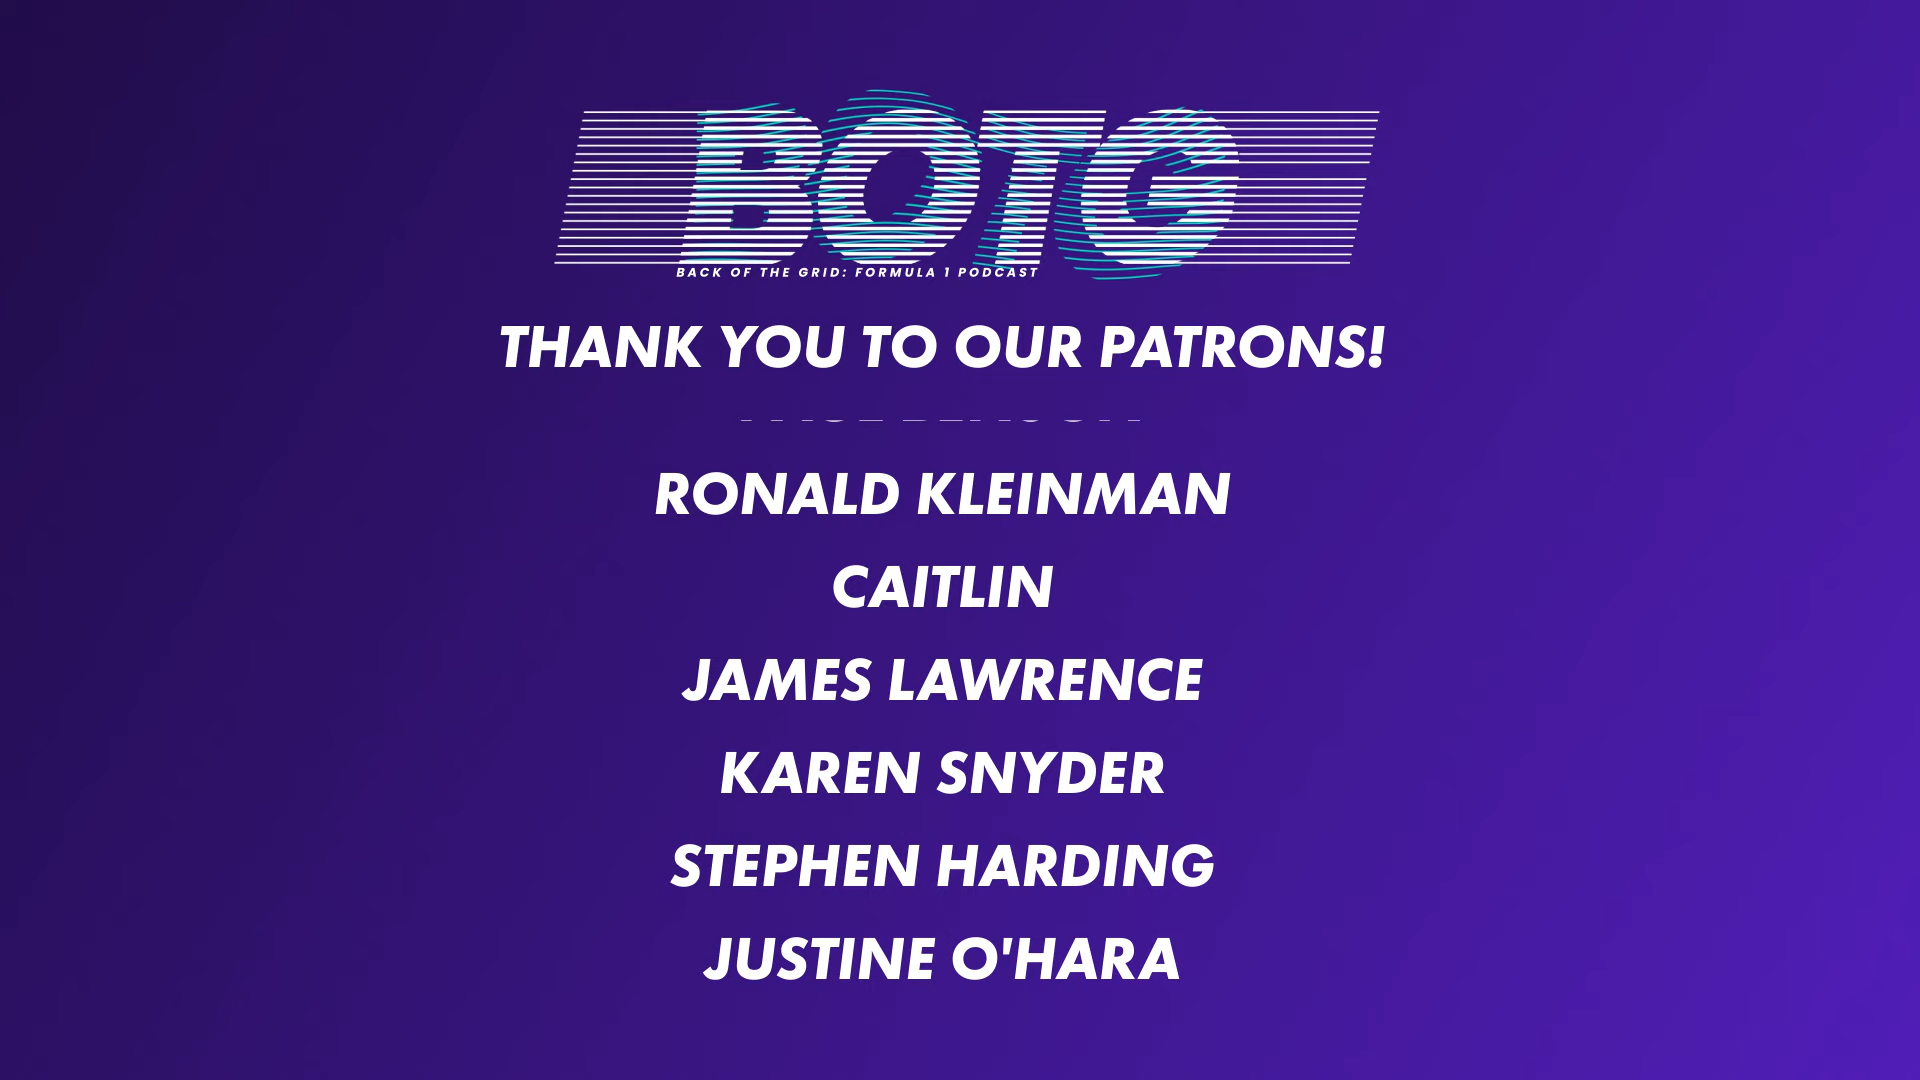 BOTG
BACK OF THE GRID: FORMULA 1 PODCAST
THANK YOU TO OUR PATRONS!
RONALD KLEINMAN
CAITLIN
JAMES LAWRENCE
KAREN SNYDER
STEPHEN HARDING
JUSTINE O'HARA